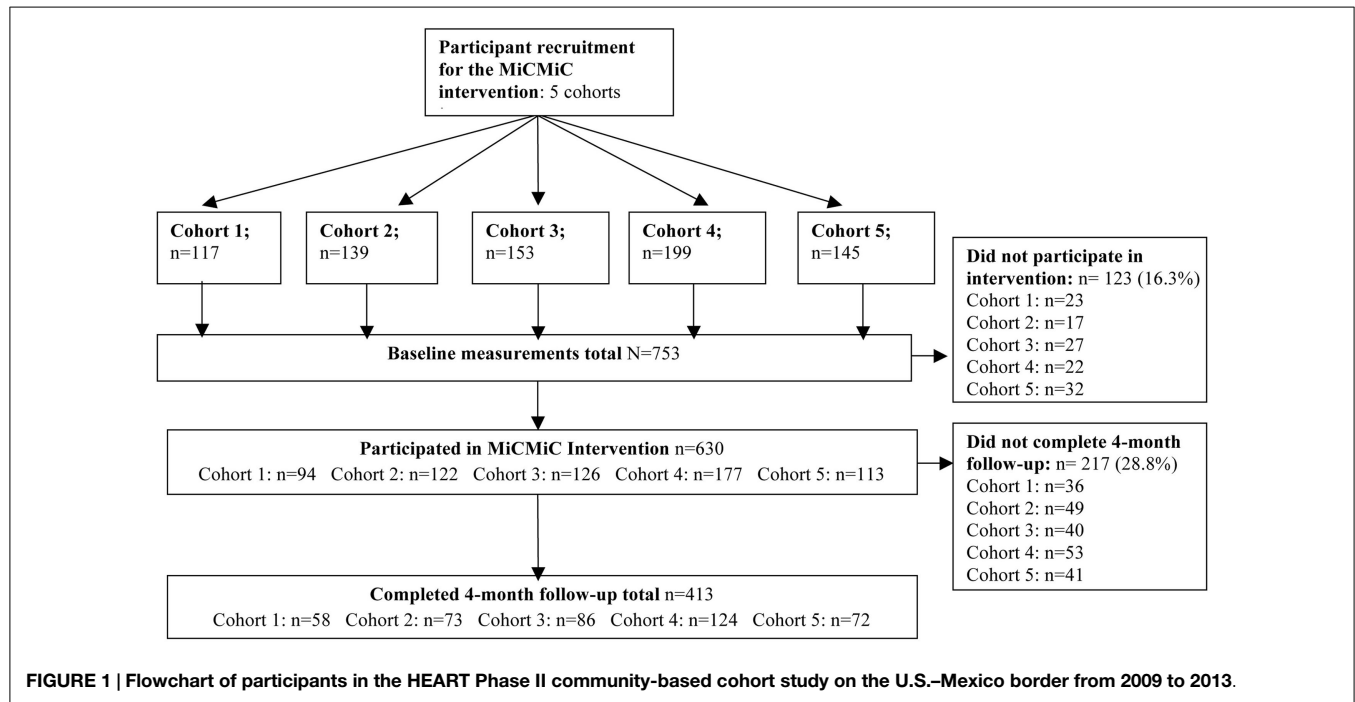 Participant recruitment
for the MiCMiC
intervention: 5 cohorts
Cohort 1;
n=117
Cohort 2;
n=139
Cohort 3;
n=153
Cohort 4;
n=199
Cohort 5;
n=145
Did not participate in
intervention: n= 123 (16.3%)
Cohort 1: n=23
Cohort 2: n=17
Cohort 3: n=27
Cohort 4: n=22
Cohort 5: n=32
Baseline measurements total N=753
Participated in MiCMiC Intervention n=630
Cohort 1: n=94 Cohort 2: n=122 Cohort 3: n=126 Cohort 4: n=177 Cohort 5: n=113
Did not complete 4-month
follow-up: n= 217 (28.8%)
Cohort 1: n=36
Cohort 2: n=49
Cohort 3: n=40
Cohort 4: n=53
Cohort 5: n=41
Completed 4-month follow-up total n=413
Cohort 1: n=58 Cohort 2: n=73 Cohort 3: n=86 Cohort 4: n=124 Cohort 5: n=72
FIGURE 1 | Flowchart of participants in the HEART Phase II community-based cohort study on the U.S.–Mexico border from 2009 to 2013.